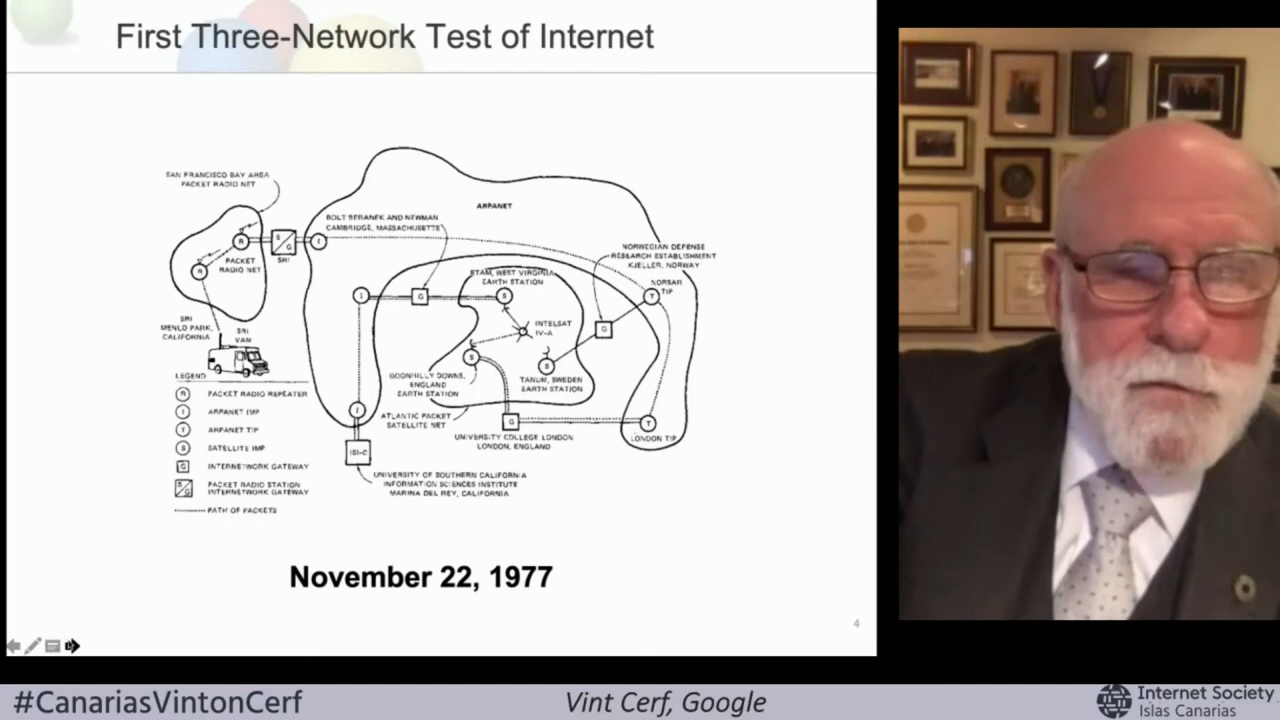 First Three-Network Test of Internet
SAN FRANCISCO BAY AREA
PACKET RADIO NET
ARPANET
BOLT BERANEK AND NEWMAN
CAMBRIDGE, MASSACHUSETTS
R
S/G
I
SRI
PACKET
RADIO NET
R
NORWEGIAN DEFENSE
RESEARCH ESTABLISHMENT
KJELLER, NORWAY
ETAM, WEST VIRGINIA
EARTH STATION
NORSAR
TIP
I
G
S
T
INTELSAT
IV-A
G
SRI
MENLO PARK,
CALIFORNIA
SRI
VAN
S
S
GOONHILLY DOWNS,
ENGLAND
EARTH STATION
TANUM, SWEDEN
EARTH STATION
LEGEND
R PACKET RADIO REPEATER
I ARPANET IMP
T ARPANET TIP
S SATELLITE IMP
G INTERNETWORK GATEWAY
S/G PACKET RADIO STATION
INTERNETWORK GATEWAY
PATH OF PACKETS
I
ATLANTIC PACKET
SATELLITE NET
G
T
UNIVERSITY COLLEGE LONDON
LONDON, ENGLAND
LONDON TIP
ISI-C
UNIVERSITY OF SOUTHERN CALIFORNIA
INFORMATION SCIENCES INSTITUTE
MARINA DEL REY, CALIFORNIA
November 22, 1977
4
#CanariasVintonCerf
Vint Cerf, Google
Internet Society
Islas Canarias